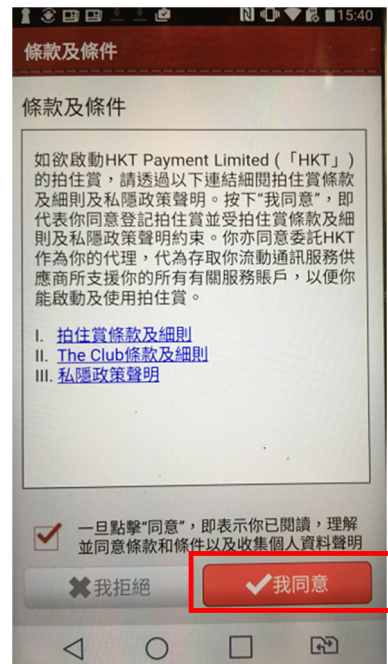 15:40
條款及條件
條款及條件
如欲啟動HKT Payment Limited (「HKT」)
的拍住賞，請透過以下連結細閱拍住賞條款
及細則及私隱政策聲明。按下“我同意”，即
代表你同意登記拍住賞並受拍住賞條款及細
則及私隱政策聲明約束。你亦同意委託HKT
作為你的代理，代為存取你流動通訊服務供
應商所支援你的所有有關服務賬戶，以便你
能啟動及使用拍住賞。
I. 拍住賞條款及細則
II. The Club條款及細則
III. 私隱政策聲明
一旦點擊“同意”，即表示你已閱讀，理解
並同意條款和條件以及收集個人資料聲明
我拒絕
我同意